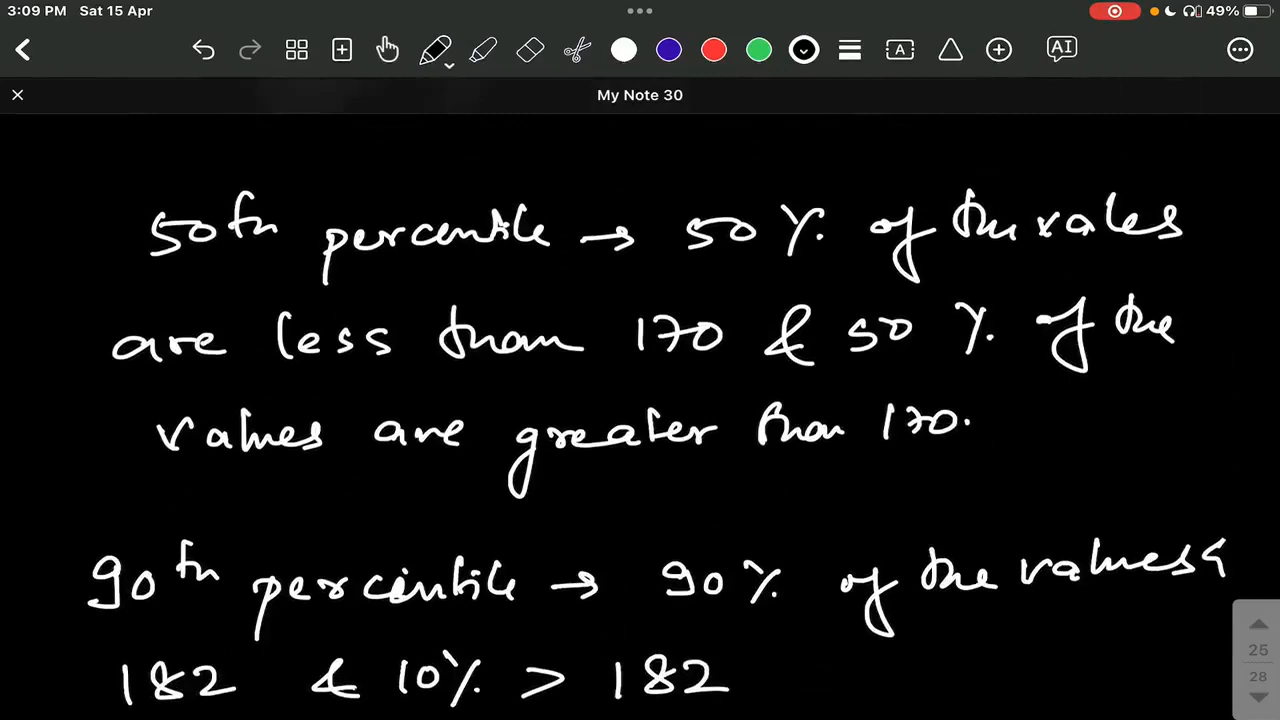 3:09 PM Sat 15 Apr
49%
A
AI
My Note 30
50th percentile → 50 % of the vales
are less than 170 & 50 % of the
values are greater than 170.
90th percentile → 90% of the values <
182 & 10% > 182
25
28